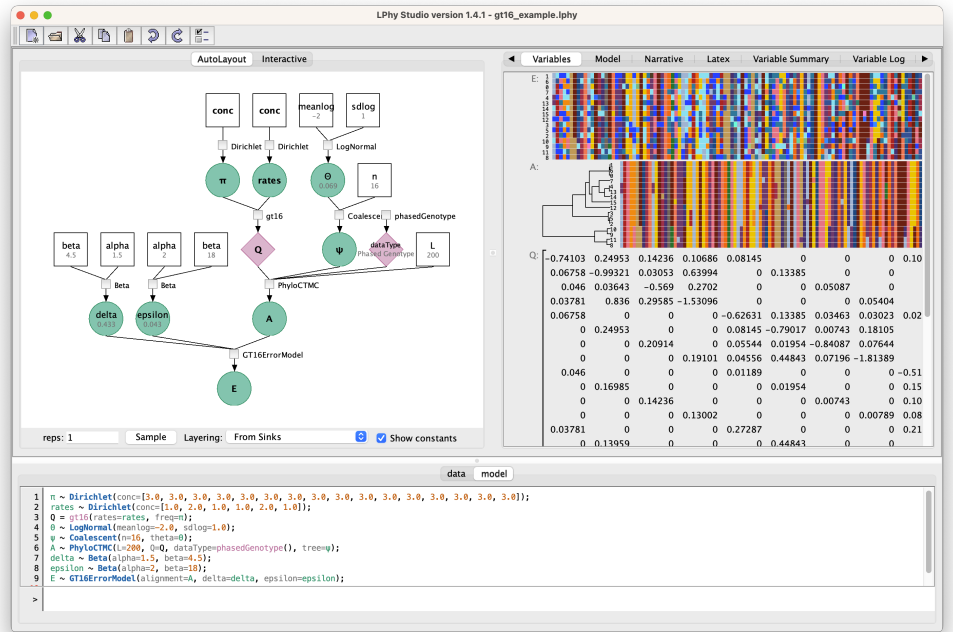 LPhy Studio version 1.4.1 - gt16_example.lphy
AutoLayout Interactive
conc conc meanlog -2 sdlog 1
Dirichlet Dirichlet LogNormal
π rates Θ 0.069 n 16
gt16 Coalesce phasedGenotype
beta 4.5 alpha 1.5 alpha 2 beta 18 Q ψ dataType Phased Genotype L 200
Beta Beta PhyloCTMC
delta 0.433 epsilon 0.043 A
GT16ErrorModel
E
reps: 1 Sample Layering: From Sinks Show constants
Variables Model Narrative Latex Variable Summary Variable Log
E:
A:
Q:
-0.74103 0.24953 0.14236 0.10686 0.08145 0 0 0 0.10
0.06758 -0.99321 0.03053 0.63994 0 0.13385 0 0
0.046 0.03643 -0.569 0.2702 0 0 0.05087 0
0.03781 0.836 0.29585 -1.53096 0 0 0 0.05404
0.06758 0 0 0 -0.62631 0.13385 0.03463 0.03023 0.02
0 0.24953 0 0 0.08145 -0.79017 0.00743 0.18105
0 0 0.20914 0 0.05544 0.01954 -0.84087 0.07644
0 0 0 0.19101 0.04556 0.44843 0.07196 -1.81389
0.046 0 0 0 0.01189 0 0 0 -0.51
0 0.16985 0 0 0 0.01954 0 0 0.15
0 0 0.14236 0 0 0 0.00743 0 0.10
0 0 0 0.13002 0 0 0 0.00789 0.08
0.03781 0 0 0 0.27287 0 0 0 0.21
0 0.13959 0 0 0 0.44843 0 0
data model
1 π ~ Dirichlet(conc=[3.0, 3.0, 3.0, 3.0, 3.0, 3.0, 3.0, 3.0, 3.0, 3.0, 3.0, 3.0, 3.0, 3.0, 3.0, 3.0]);
2 rates ~ Dirichlet(conc=[1.0, 2.0, 1.0, 1.0, 2.0, 1.0]);
3 Q = gt16(rates=rates, freq=π);
4 Θ ~ LogNormal(meanlog=-2.0, sdlog=1.0);
5 ψ ~ Coalescent(n=16, theta=Θ);
6 A ~ PhyloCTMC(L=200, Q=Q, dataType=phasedGenotype(), tree=ψ);
7 delta ~ Beta(alpha=1.5, beta=4.5);
8 epsilon ~ Beta(alpha=2, beta=18);
9 E ~ GT16ErrorModel(alignment=A, delta=delta, epsilon=epsilon);
>